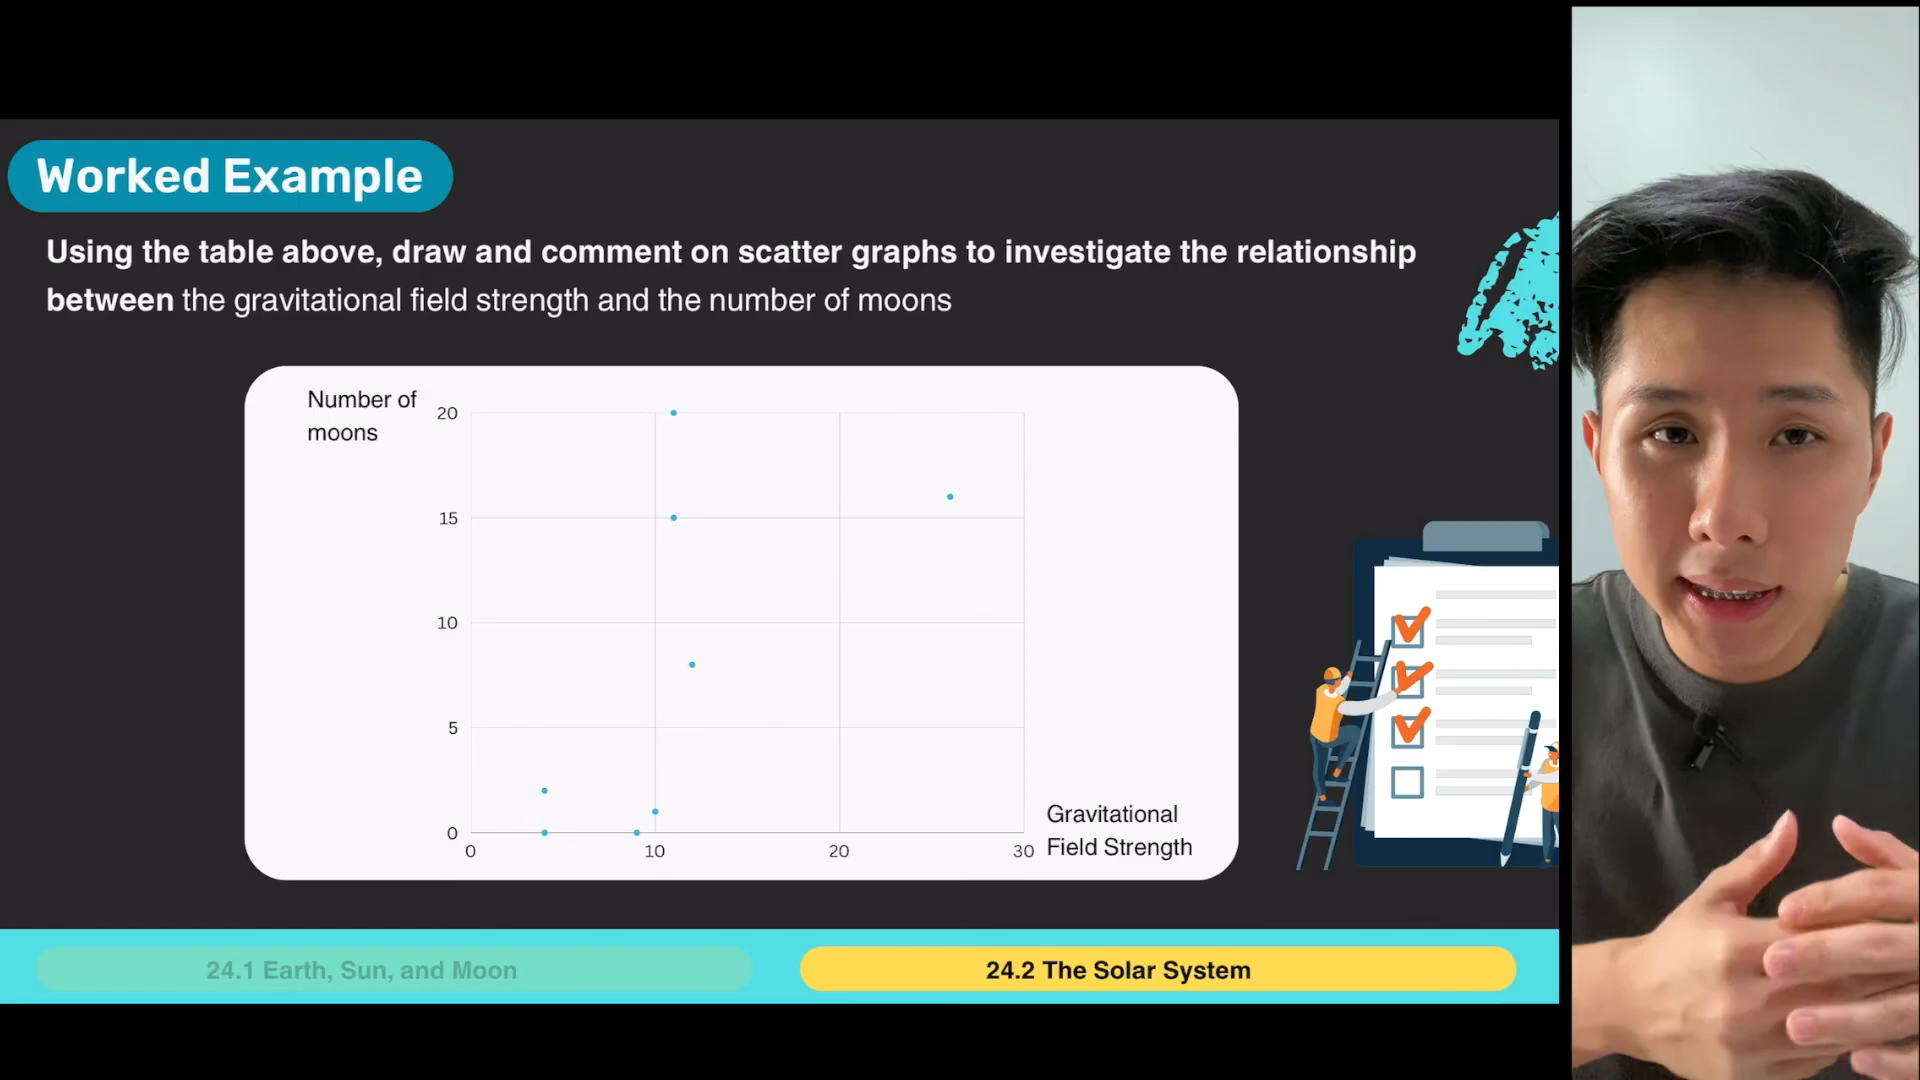 Worked Example
Using the table above, draw and comment on scatter graphs to investigate the relationship
between the gravitational field strength and the number of moons
Number of
moons
20
15
10
5
0
0
10
20
30
Gravitational
Field Strength
24.1 Earth, Sun, and Moon
24.2 The Solar System